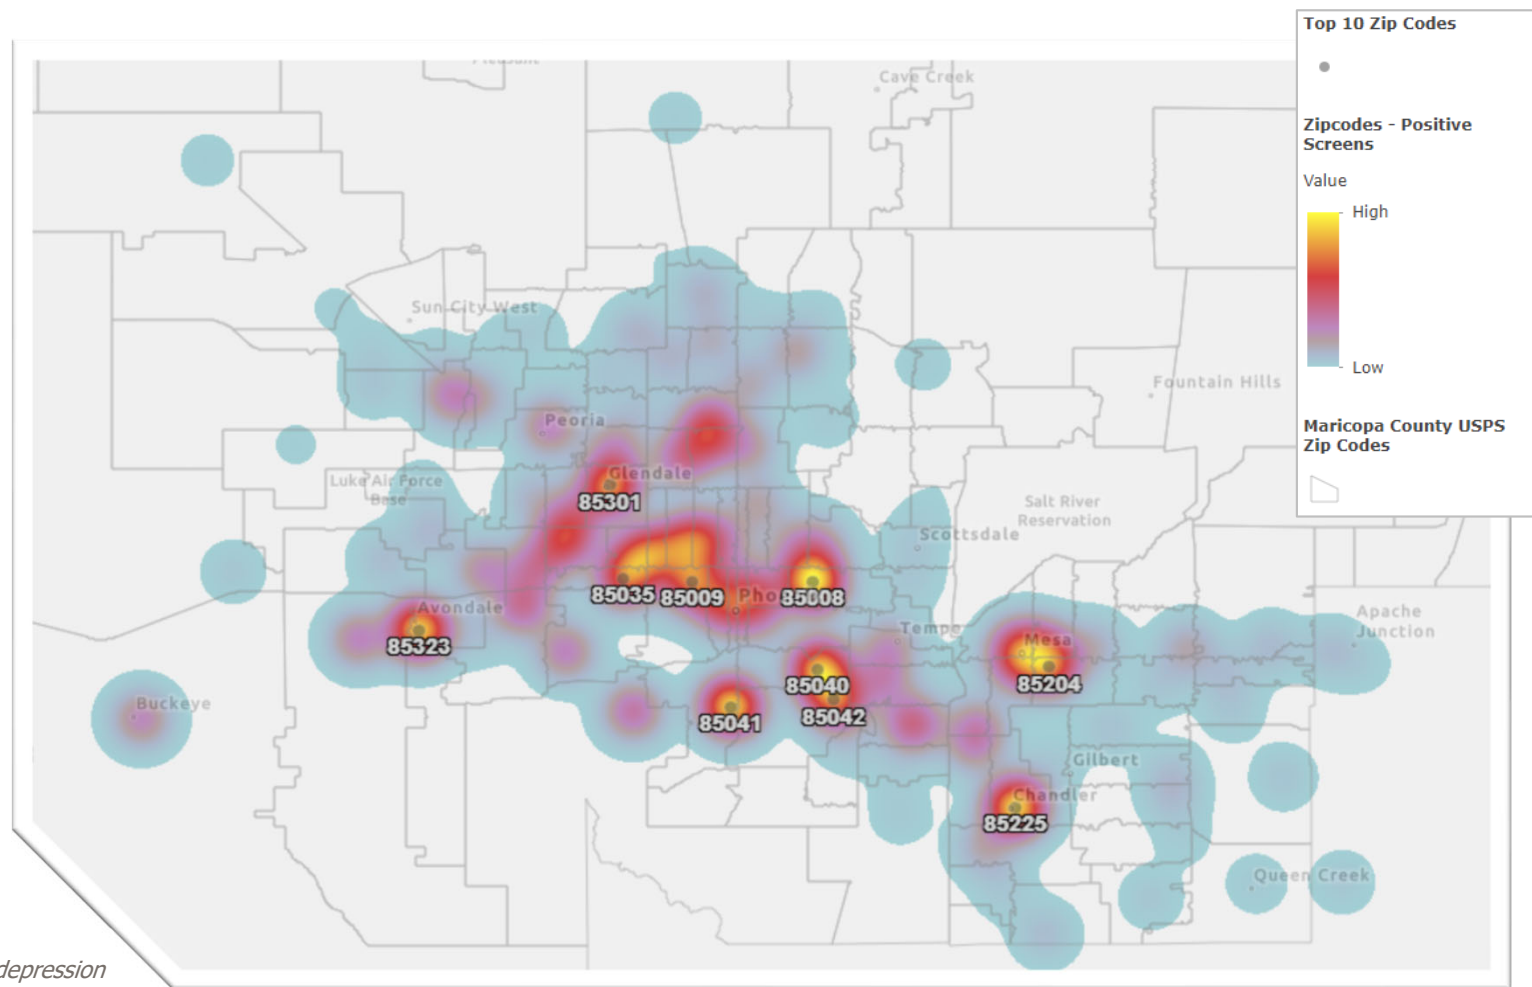 Top 10 Zip Codes
Zipcodes - Positive
Screens
Value
High
Low
Maricopa County USPS
Zip Codes
Cave Creek
Sun City West
Fountain Hills
Peoria
Glendale
85301
Luke Air Force
Base
Salt River
Reservation
Scottsdale
85035
85009
85008
Avondale
85323
Tempe
Mesa
85204
Apache
Junction
85040
85042
85041
Buckeye
Gilbert
Chandler
85225
Queen Creek
depression